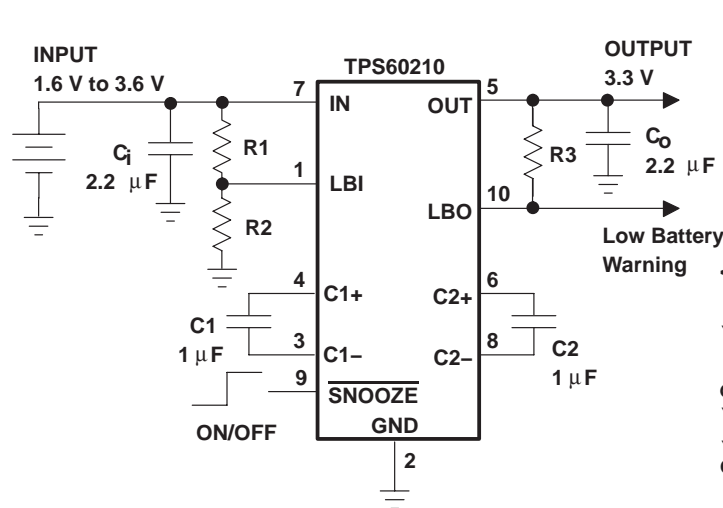 INPUT
1.6 V to 3.6 V
OUTPUT
3.3 V
TPS60210
7
IN
5
OUT
Ci
2.2 μF
R1
R2
1
LBI
R3
Co
2.2 μF
10
LBO
Low Battery
Warning
4
C1+
C1
1 μF
3
C1–
6
C2+
8
C2–
C2
1 μF
9
SNOOZE
ON/OFF
GND
2